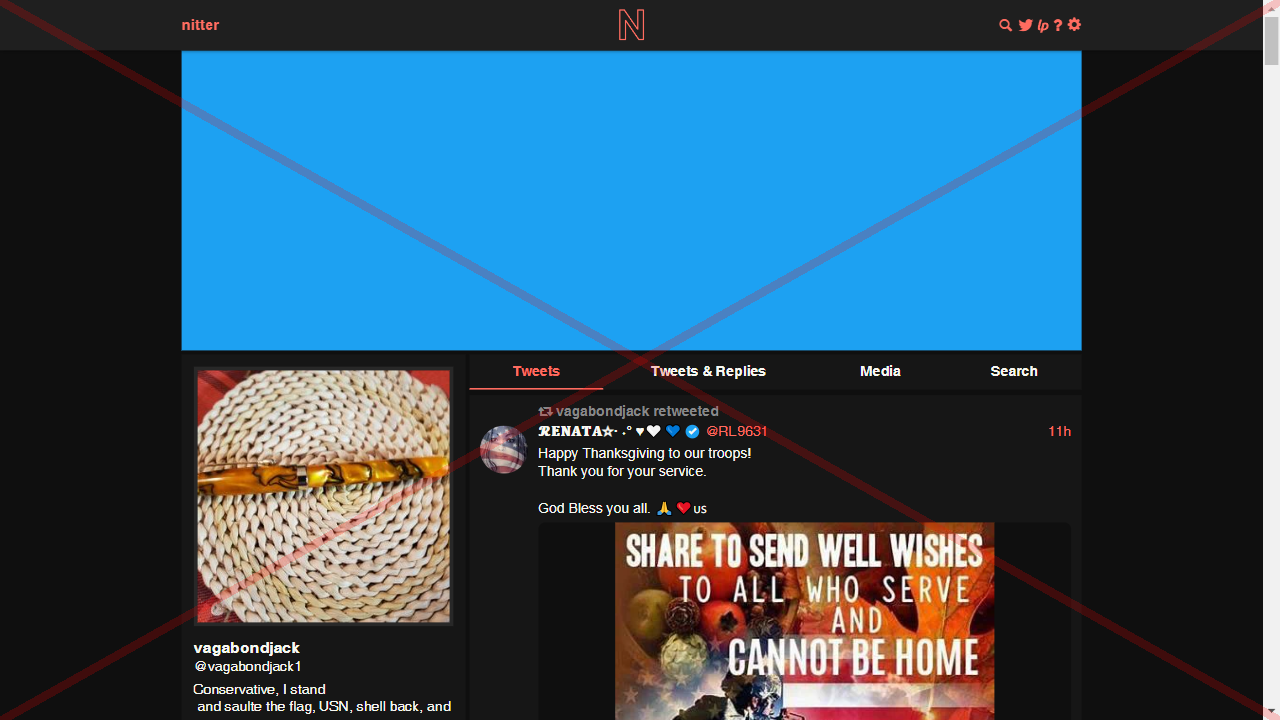 nitter
N
lp ?
Tweets
Tweets & Replies
Media
Search
vagabondjack retweeted
𝓡𝐄𝐍𝐀𝐓𝐀☆· .° ♥🤍 💙 @RL9631
11h
Happy Thanksgiving to our troops!
Thank you for your service.
God Bless you all. 🙏 ❤️ US
SHARE TO SEND WELL WISHES
TO ALL WHO SERVE
AND
CANNOT BE HOME
vagabondjack
@vagabondjack1
Conservative, I stand
and saulte the flag, USN, shell back, and